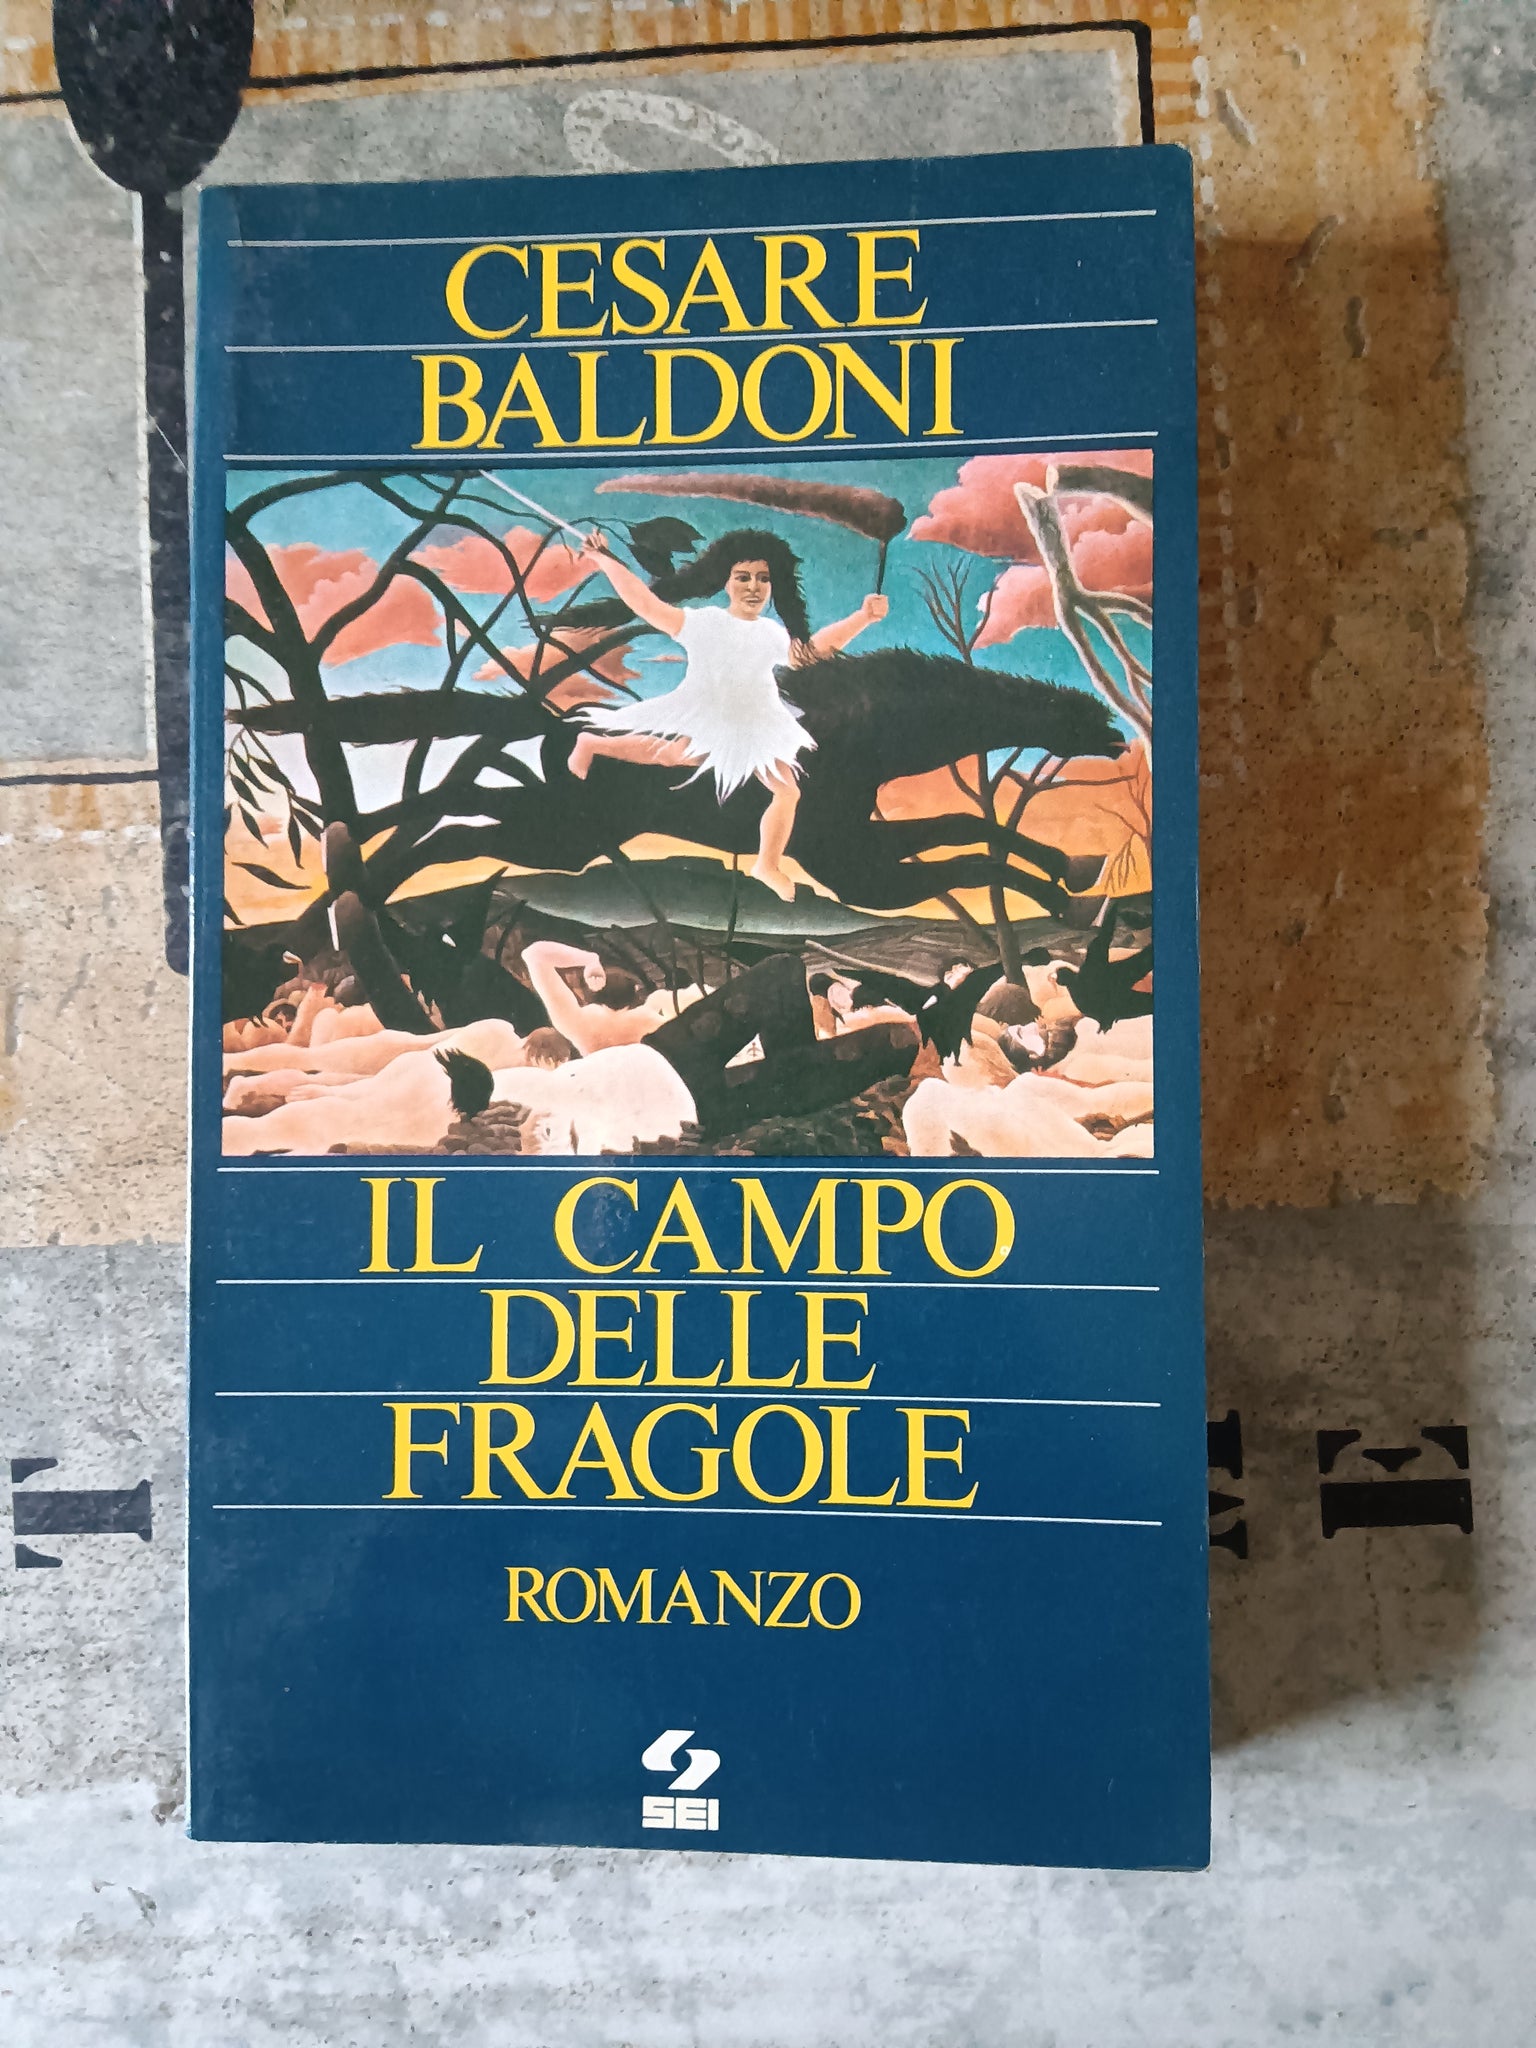 CESARE
BALDONI
IL CAMPO
DELLE
FRAGOLE
ROMANZO
SEI